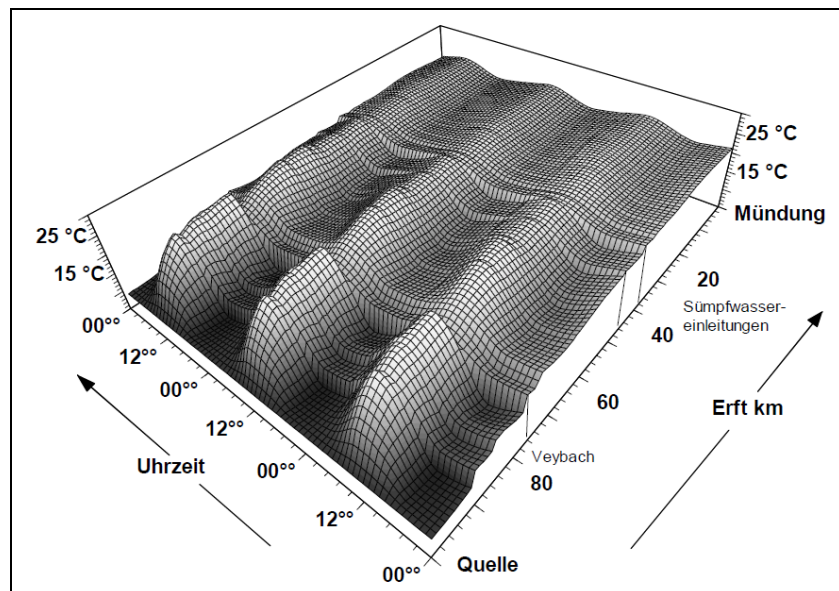 25 °C
15 °C
Mündung
25 °C
15 °C
20
Sümpfwasser-
einleitungen
40
00°°
12°°
00°°
12°°
00°°
12°°
00°°
60
Erft km
Uhrzeit
Veybach
80
Quelle